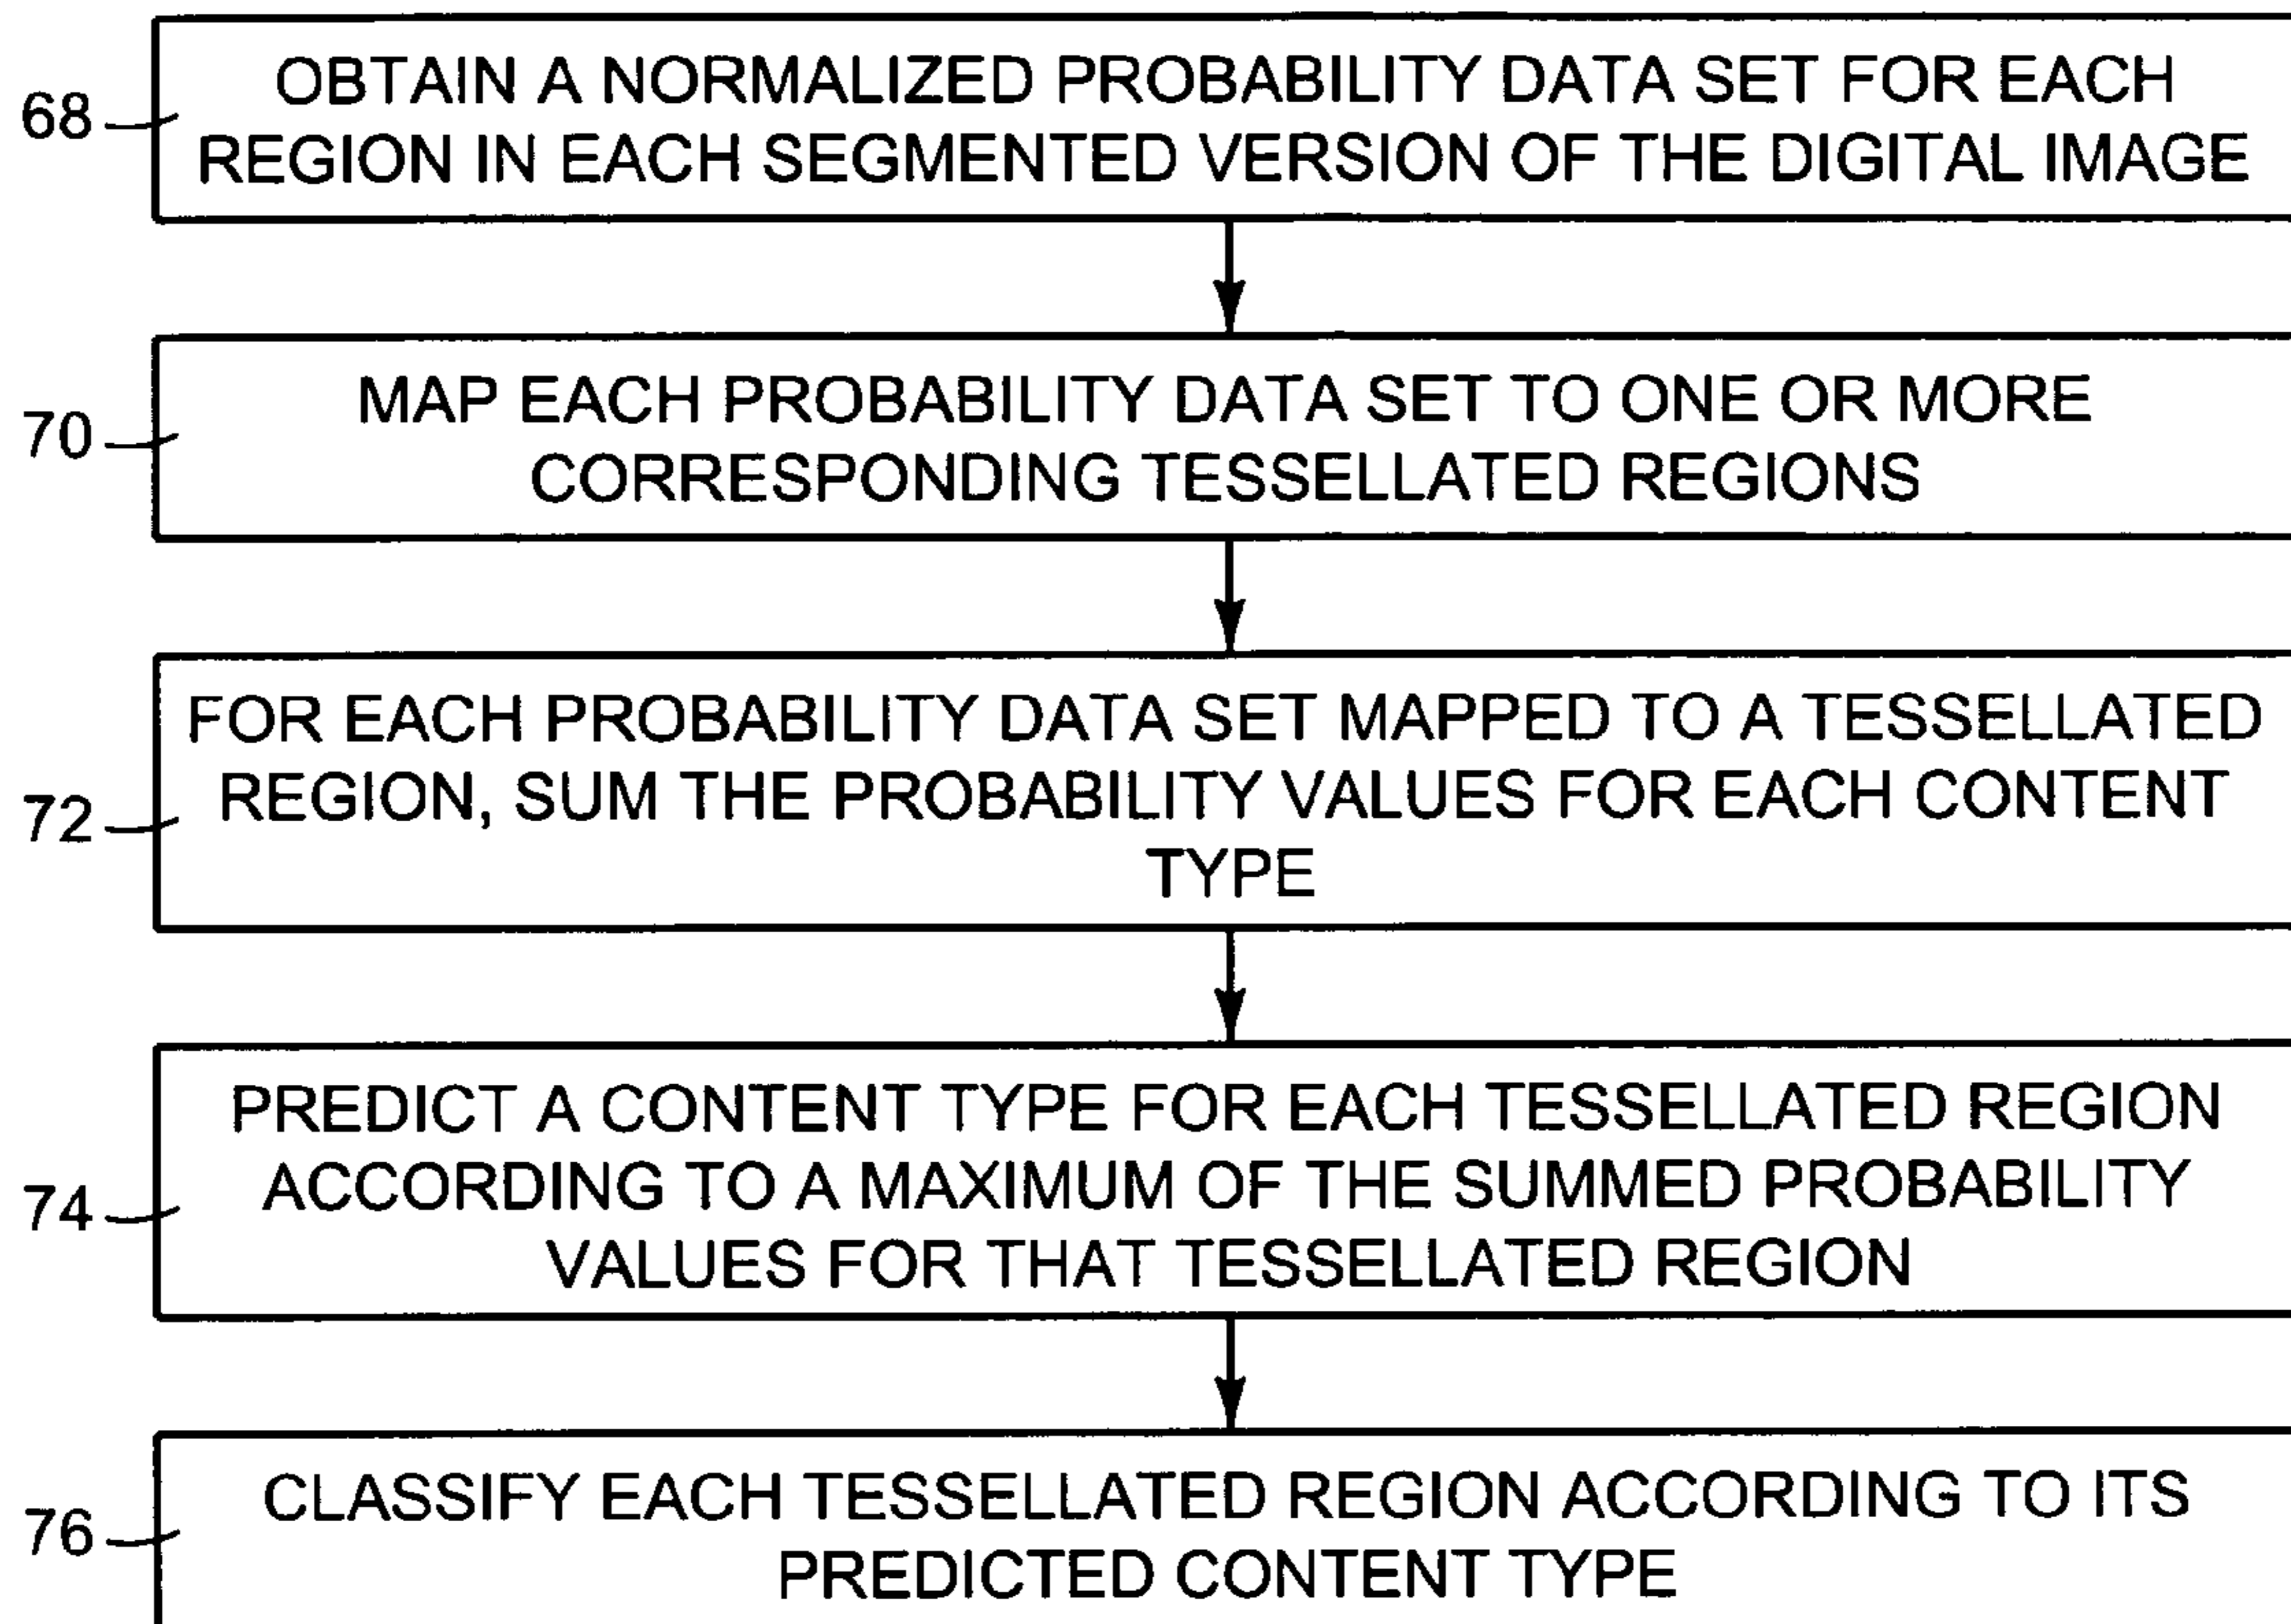 68
OBTAIN A NORMALIZED PROBABILITY DATA SET FOR EACH
REGION IN EACH SEGMENTED VERSION OF THE DIGITAL IMAGE
70
MAP EACH PROBABILITY DATA SET TO ONE OR MORE
CORRESPONDING TESSELLATED REGIONS
72
FOR EACH PROBABILITY DATA SET MAPPED TO A TESSELLATED
REGION, SUM THE PROBABILITY VALUES FOR EACH CONTENT
TYPE
74
PREDICT A CONTENT TYPE FOR EACH TESSELLATED REGION
ACCORDING TO A MAXIMUM OF THE SUMMED PROBABILITY
VALUES FOR THAT TESSELLATED REGION
76
CLASSIFY EACH TESSELLATED REGION ACCORDING TO ITS
PREDICTED CONTENT TYPE